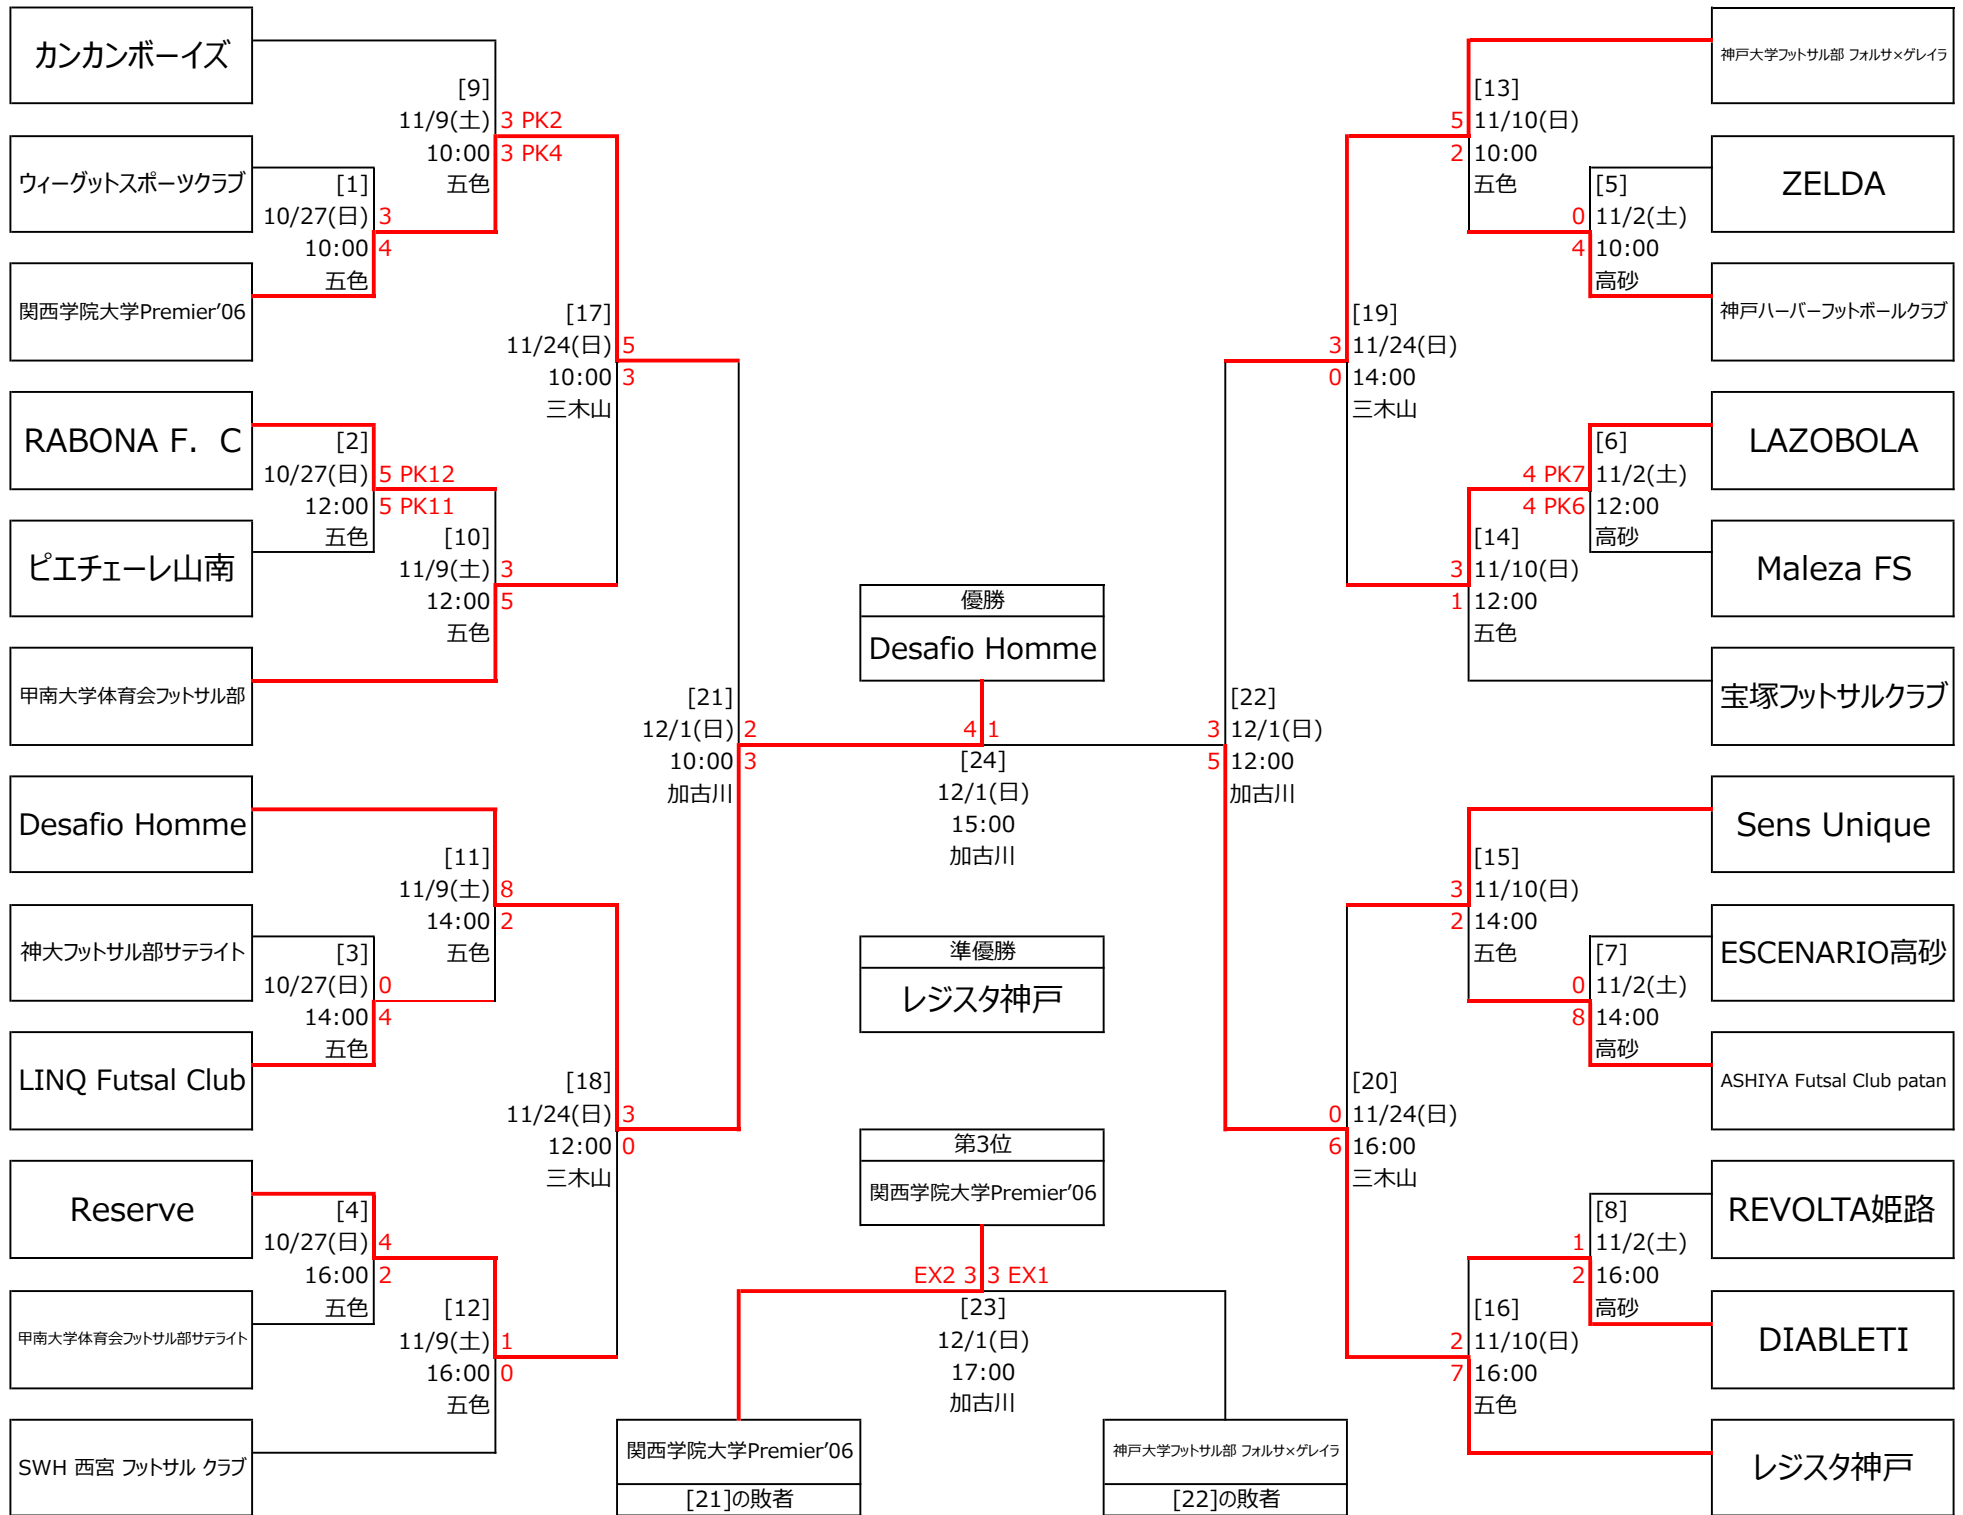 カンカンボーイズ
[9]
11/9(土) 3 PK2
10:00 3 PK4
五色
ウィーグットスポーツクラブ
[1]
10/27(日) 3
10:00 4
五色
関西学院大学Premier'06
[17]
11/24(日) 5
10:00 3
三木山
RABONA F. C
[2]
10/27(日) 5 PK12
12:00 5 PK11
五色
ピエチェーレ山南
[10]
11/9(土) 3
12:00 5
五色
甲南大学体育会フットサル部
[21]
12/1(日) 2
10:00 3
加古川
Desafio Homme
[11]
11/9(土) 8
14:00 2
五色
神大フットサル部サテライト
[3]
10/27(日) 0
14:00 4
五色
LINQ Futsal Club
[18]
11/24(日) 3
12:00 0
三木山
Reserve
[4]
10/27(日) 4
16:00 2
五色
甲南大学体育会フットサル部サテライト
[12]
11/9(土) 1
16:00 0
五色
SWH 西宮 フットサル クラブ
優勝
Desafio Homme
4 1
[24]
12/1(日)
15:00
加古川
準優勝
レジスタ神戸
第3位
関西学院大学Premier'06
EX2 3 3 EX1
[23]
12/1(日)
17:00
加古川
関西学院大学Premier'06
[21]の敗者
神戸大学フットサル部 フォルサ×ゲレイラ
[22]の敗者
神戸大学フットサル部 フォルサ×ゲレイラ
[13]
5 11/10(日)
2 10:00
五色
ZELDA
[5]
0 11/2(土)
4 10:00
高砂
神戸ハーバーフットボールクラブ
[19]
3 11/24(日)
0 14:00
三木山
LAZOBOLA
[6]
4 PK7 11/2(土)
4 PK6 12:00
高砂
Maleza FS
[14]
3 11/10(日)
1 12:00
五色
宝塚フットサルクラブ
[22]
3 12/1(日)
5 12:00
加古川
Sens Unique
[15]
3 11/10(日)
2 14:00
五色
ESCENARIO高砂
[7]
0 11/2(土)
8 14:00
高砂
ASHIYA Futsal Club patan
[20]
0 11/24(日)
6 16:00
三木山
REVOLTA姫路
[8]
1 11/2(土)
2 16:00
高砂
DIABLETI
[16]
2 11/10(日)
7 16:00
五色
レジスタ神戸